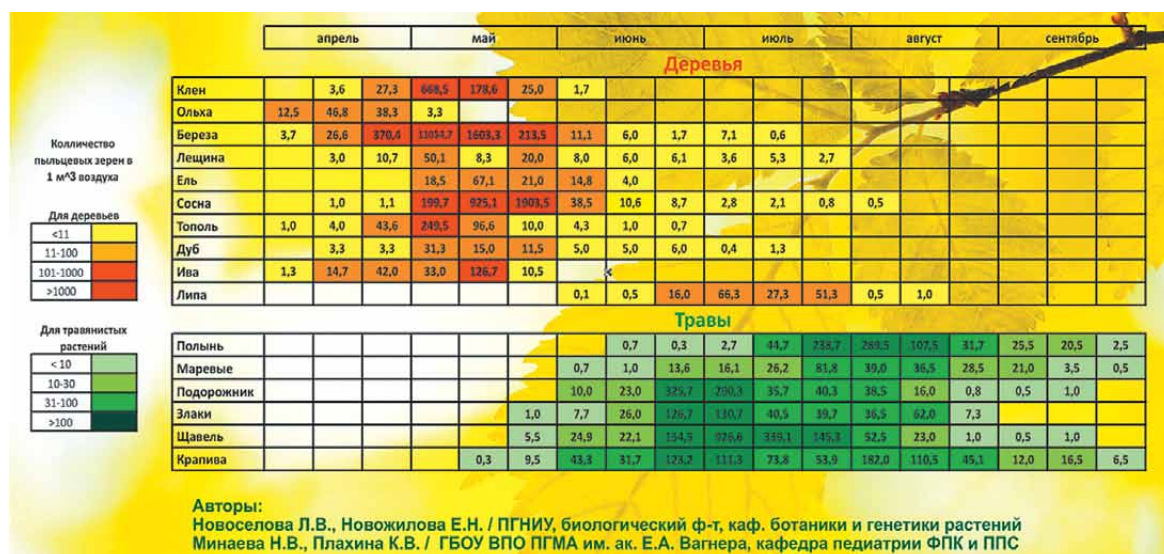 апрель май июнь июль август сентябрь
Деревья
Клен 3,6 27,3 668,5 178,6 25,0 1,7
Ольха 12,5 46,8 38,3 3,3
Береза 3,7 26,6 370,4 1603,3 213,5 11,1 6,0 1,7 7,1 0,6
Лещина 3,0 10,7 50,1 8,3 20,0 8,0 6,0 6,1 3,6 5,3 2,7
Ель 18,5 67,1 21,0 14,8 4,0
Сосна 1,0 1,1 199,7 925,1 1903,5 38,5 10,6 8,7 2,8 2,1 0,8 0,5
Тополь 1,0 4,0 43,6 249,5 96,6 10,0 4,3 1,0 0,7
Дуб 3,3 3,3 31,3 15,0 11,5 5,0 5,0 6,0 0,4 1,3
Ива 1,3 14,7 42,0 33,0 126,7 10,5
Липа 0,1 0,5 16,0 66,3 27,3 51,3 0,5 1,0
Колличество
пыльцевых зерен в
1 м^3 воздуха
Для деревьев
<11
11-100
101-1000
>1000
Травы
Полынь 0,7 0,3 2,7 44,7 238,7 289,5 107,5 31,7 25,5 20,5 2,5
Маревые 0,7 1,0 13,6 16,1 26,2 81,8 39,0 36,5 28,5 21,0 3,5 0,5
Подорожник 10,0 23,0 325,7 290,3 35,7 40,3 38,5 16,0 0,8 0,5 1,0
Злаки 1,0 7,7 26,0 126,7 130,7 40,5 39,7 36,5 62,0 7,3
Щавель 5,5 24,9 22,1 154,5 926,6 339,1 145,3 52,5 23,0 1,0 0,5 1,0
Крапива 0,3 9,5 43,3 31,7 123,2 111,3 73,8 53,9 182,0 110,5 45,1 12,0 16,5 6,5
Для травянистых
растений
< 10
10-30
31-100
>100
Авторы:
Новоселова Л.В., Новожилова Е.Н. / ПГНИУ, биологический ф-т, каф. ботаники и генетики растений
Минаева Н.В., Плахина К.В. / ГБОУ ВПО ПГМА им. ак. Е.А. Вагнера, кафедра педиатрии ФПК и ППС